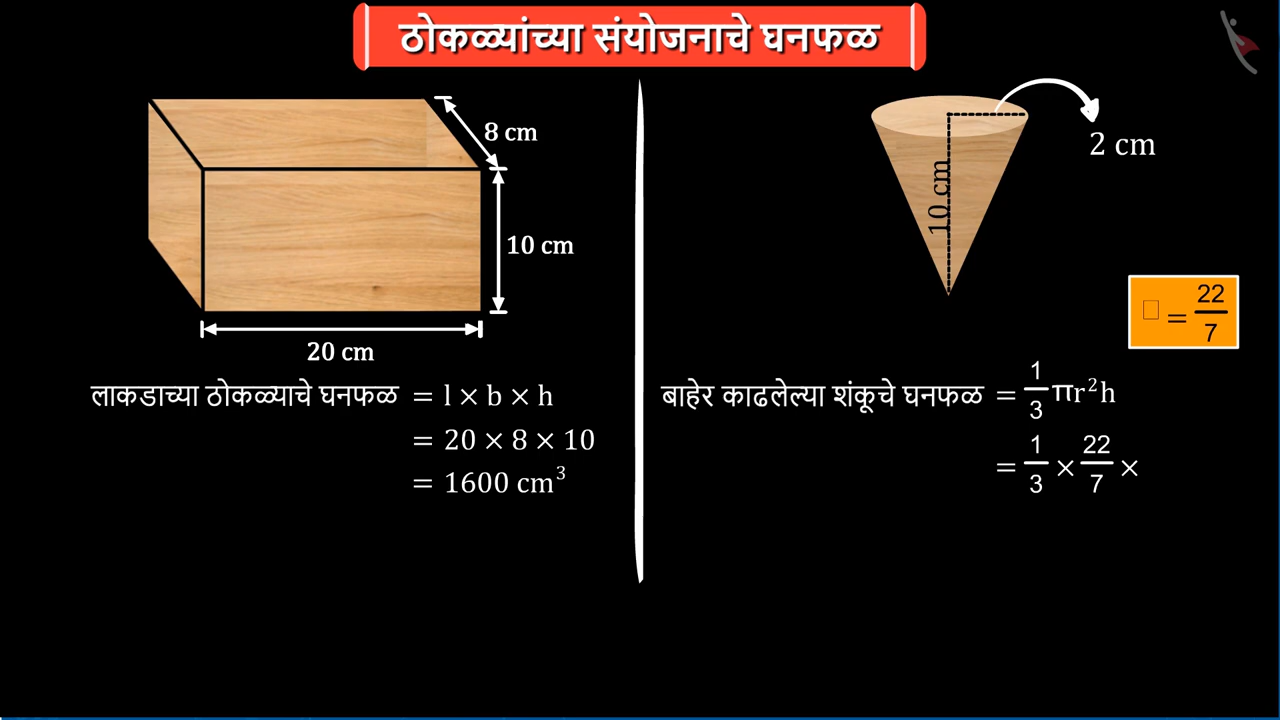 ठोकळ्यांच्या संयोजनाचे घनफळ
8 cm
10 cm
20 cm
लाकडाच्या ठोकळ्याचे घनफळ = l × b × h
= 20 × 8 × 10
= 1600 cm³
2 cm
10 cm
□ = 22/7
बाहेर काढलेल्या शंकूचे घनफळ = 1/3 πr²h
= 1/3 × 22/7 ×